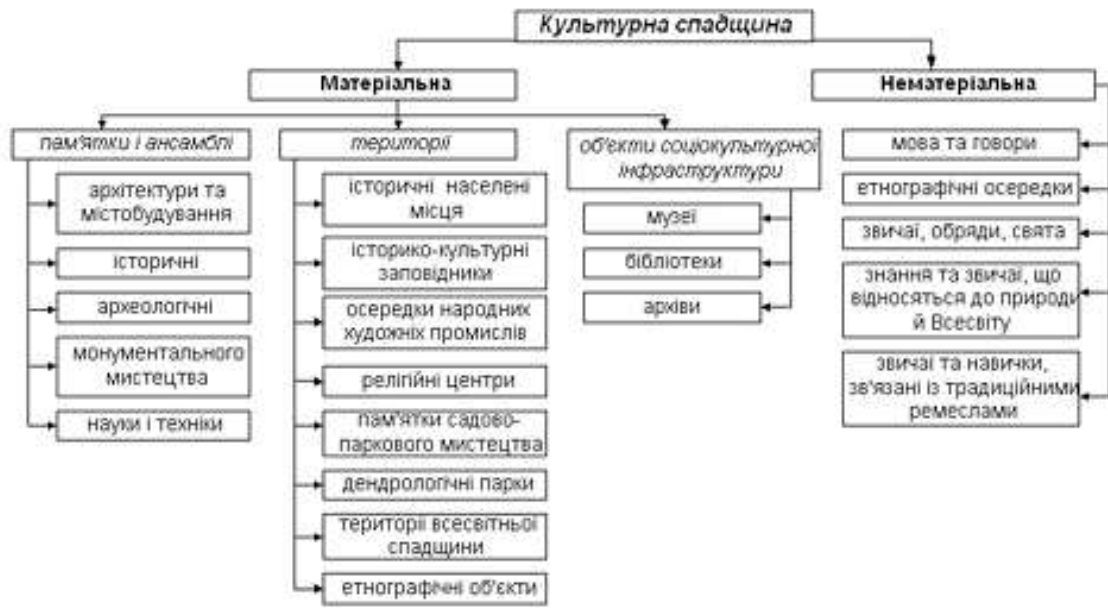 Культурна спадщина
Матеріальна
Нематеріальна
пам'ятки і ансамблі
архітектури та
містобудування
історичні
археологічні
монументального
мистецтва
науки і техніки
території
історичні населені
місця
історико-культурні
заповідники
осередки народних
художніх промислів
релігійні центри
пам'ятки садово-
паркового мистецтва
дендрологічні парки
території всесвітньої
спадщини
етнографічні об'єкти
об'єкти соціокультурної
інфраструктури
музеї
бібліотеки
архіви
мова та говори
етнографічні осередки
звичаї, обряди, свята
знання та звичаї, що
відносяться до природи
й Всесвіту
звичаї та навички,
зв'язані із традиційними
ремеслами